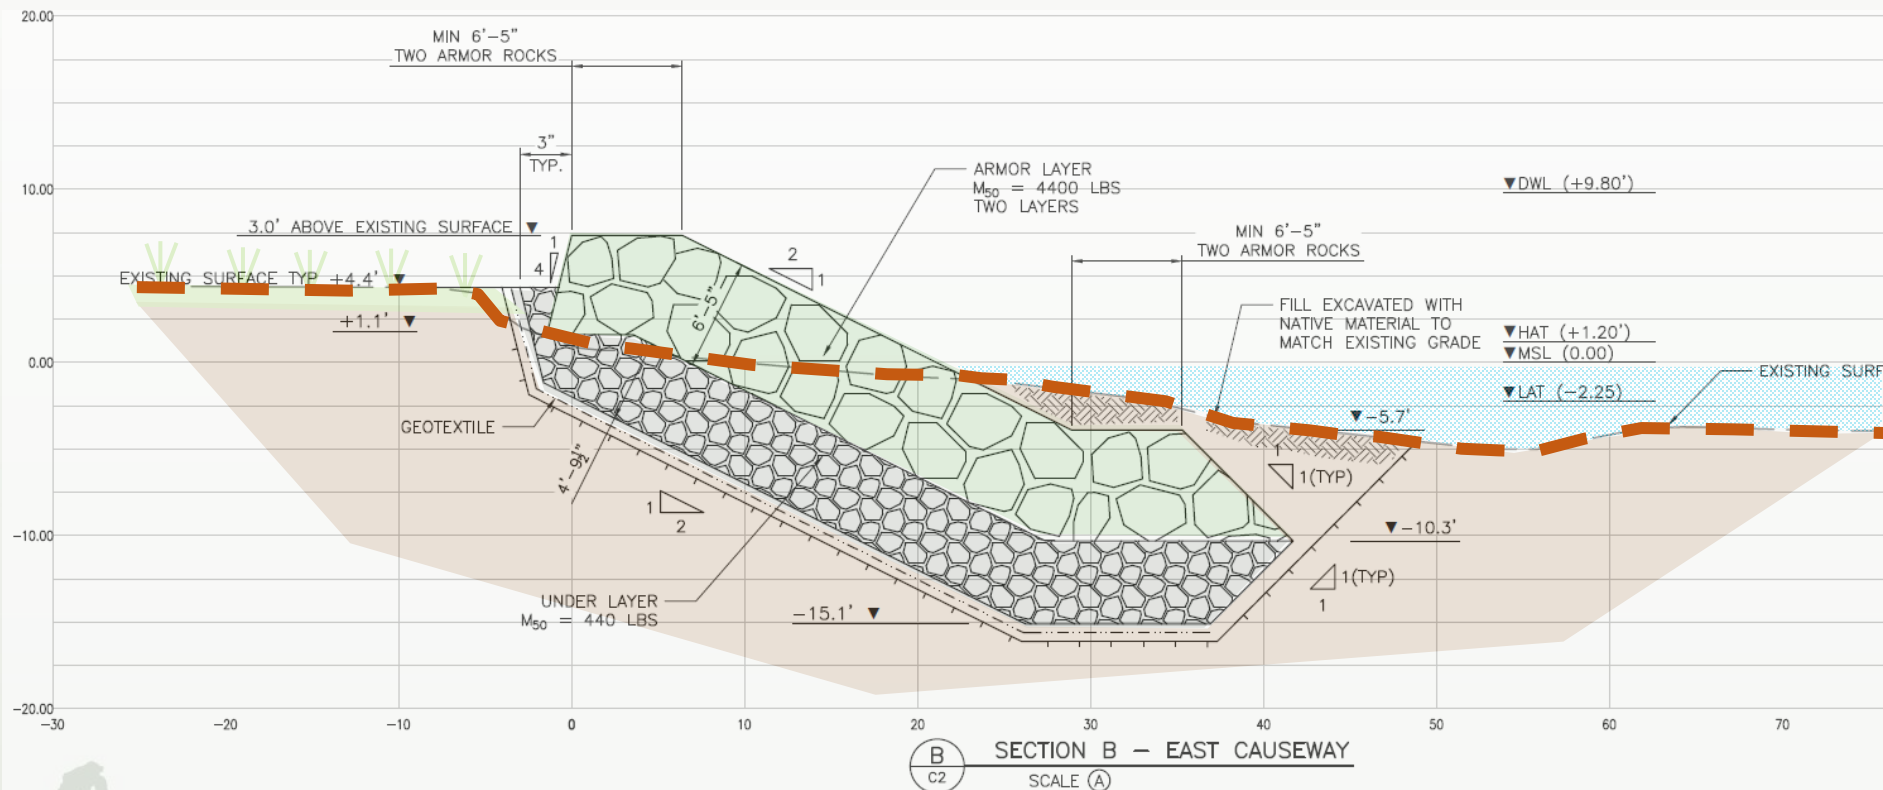 20.00
MIN 6'-5"
TWO ARMOR ROCKS
3"
TYP.
ARMOR LAYER
M50 = 4400 LBS
TWO LAYERS
10.00
▼DWL (+9.80')
3.0' ABOVE EXISTING SURFACE ▼
1
4
2
1
MIN 6'-5"
TWO ARMOR ROCKS
EXISTING SURFACE TYP +4.4' ▼
6'-5"
+1.1' ▼
FILL EXCAVATED WITH
NATIVE MATERIAL TO
MATCH EXISTING GRADE
▼HAT (+1.20')
▼MSL (0.00)
0.00
EXISTING SURF
▼LAT (-2.25)
▼-5.7'
GEOTEXTILE
4'-9½"
1
1(TYP)
1
2
-10.00
▼-10.3'
1(TYP)
1
UNDER LAYER
M50 = 440 LBS
-15.1' ▼
-20.00
-30 -20 -10 0 10 20 30 40 50 60 70
B
C2
SECTION B - EAST CAUSEWAY
SCALE A